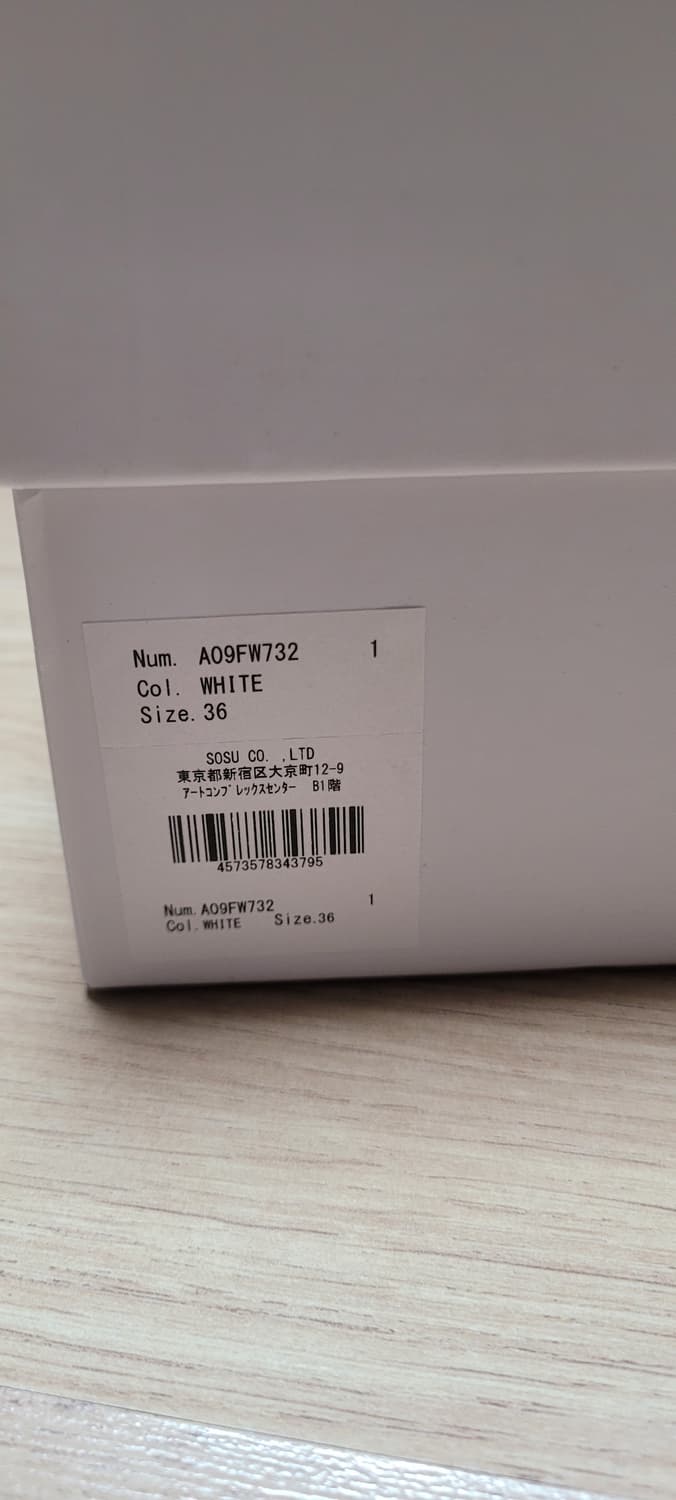 Num. A09FW732 1
Col. WHITE
Size. 36
SOSU CO. ,LTD
東京都新宿区大京町12-9
ｱｰﾄｺﾝﾌﾟﾚｯｸｽｾﾝﾀｰ B1階
4573578343795
Num. A09FW732 1
Col. WHITE Size.36